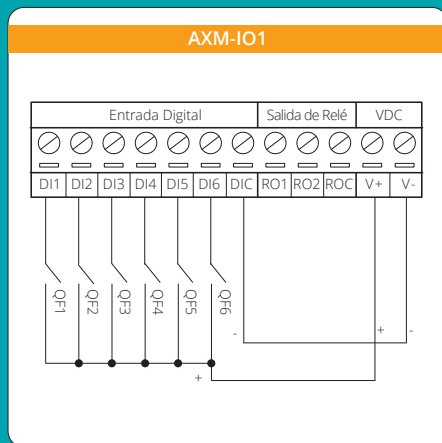 AXM-IO1
Entrada Digital Salida de Relé VDC
DI1 DI2 DI3 DI4 DI5 DI6 DIC RO1 RO2 ROC V+ V-
QF1 QF2 QF3 QF4 QF5 QF6
- + -
+